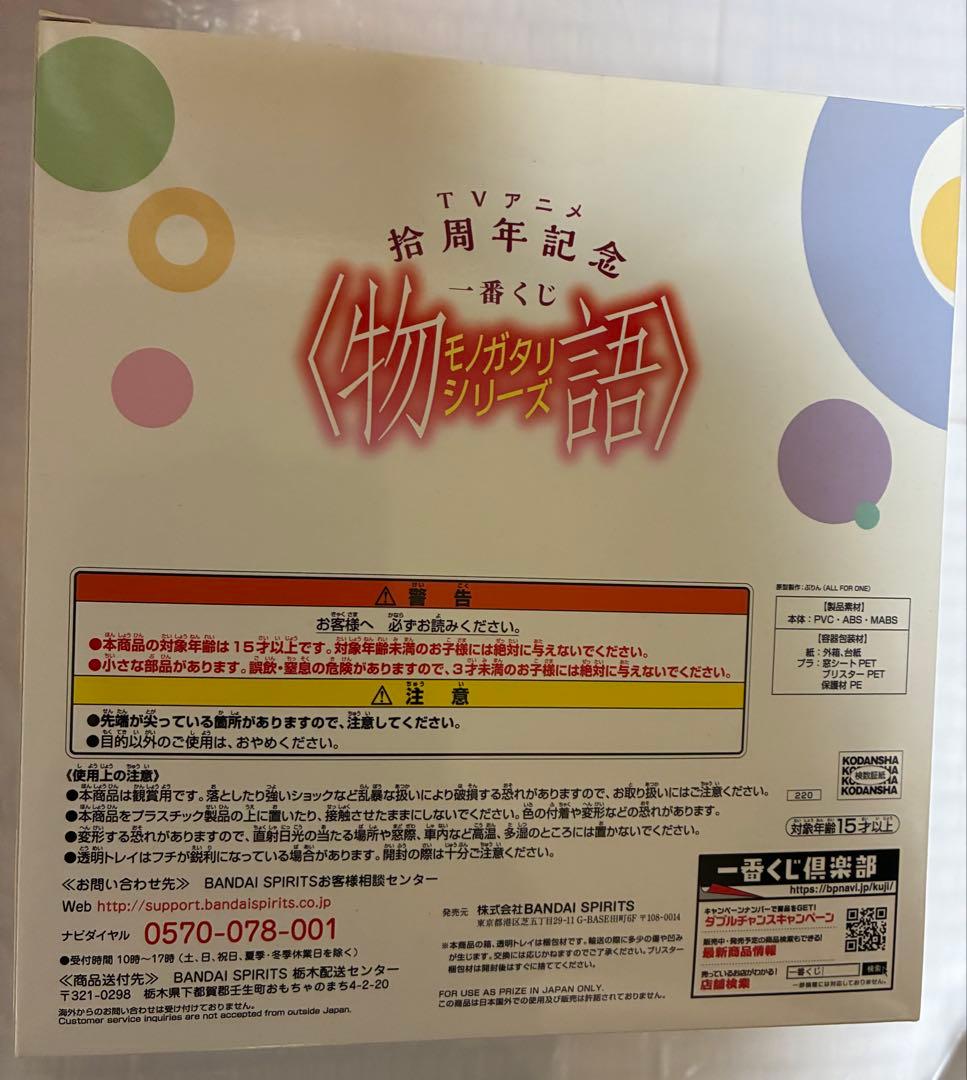 TVアニメ
拾周年記念
一番くじ
〈物語〉
モノガタリ
シリーズ
⚠ 警告
お客様へ 必ずお読みください。
●本商品の対象年齢は15才以上です。対象年齢未満のお子様には絶対に与えないでください。
●小さな部品があります。誤飲・窒息の危険がありますので、3才未満のお子様には絶対に与えないでください。
⚠ 注意
●先端が尖っている箇所がありますので、注意してください。
●目的以外のご使用は、おやめください。
原型製作：ぷりん (ALL FOR ONE)
【製品素材】
本体：PVC・ABS・MABS
【容器包装材】
紙：外箱、台紙
プラ：窓シート PET
ブリスター PET
保護材 PE
《使用上の注意》
●本商品は観賞用です。落としたり強いショックなど乱暴な扱いにより破損する恐れがありますので、お取り扱いにはご注意ください。
●本商品をプラスチック製品の上に置いたり、接触させたままにしないでください。色の付着や変形などの恐れがあります。
●変形する恐れがありますので、直射日光の当たる場所や窓際、車内など高温、多湿のところには置かないでください。
●透明トレイはフチが鋭利になっている場合があります。開封の際は十分ご注意ください。
220
KODANSHA
検数証紙
KODANSHA
対象年齢15才以上
≪お問い合わせ先≫ BANDAI SPIRITSお客様相談センター
Web http://support.bandaispirits.co.jp
ナビダイヤル 0570-078-001
●受付時間 10時～17時（土、日、祝日、夏季・冬季休業日を除く）
≪商品送付先≫ BANDAI SPIRITS 栃木配送センター
〒321-0298 栃木県下都賀郡壬生町おもちゃのまち4-2-20
海外からのお問い合わせは受け付けておりません。
Customer service inquiries are not accepted from outside Japan.
発売元 株式会社BANDAI SPIRITS
東京都港区芝五丁目29-11 G-BASE田町6F 〒108-0014
※本商品の箱、透明トレイは梱包材です。輸送の際に多少の傷や凹み
が生じます。交換には応じかねますのでご了承ください。ブリスター
梱包材は開封後はすぐに捨ててください。
FOR USE AS PRIZE IN JAPAN ONLY.
この商品は日本国外での使用及び販売は許諾されておりません。
一番くじ倶楽部
https://bpnavi.jp/kuji/
キャンペーンナンバーで賞品をGET!
ダブルチャンスキャンペーン
販売中・発売予定の商品検索もできる!
最新商品情報
売っているお店がわかる!
店舗検索
一番くじ 検索
一部機種には対応しておりません。